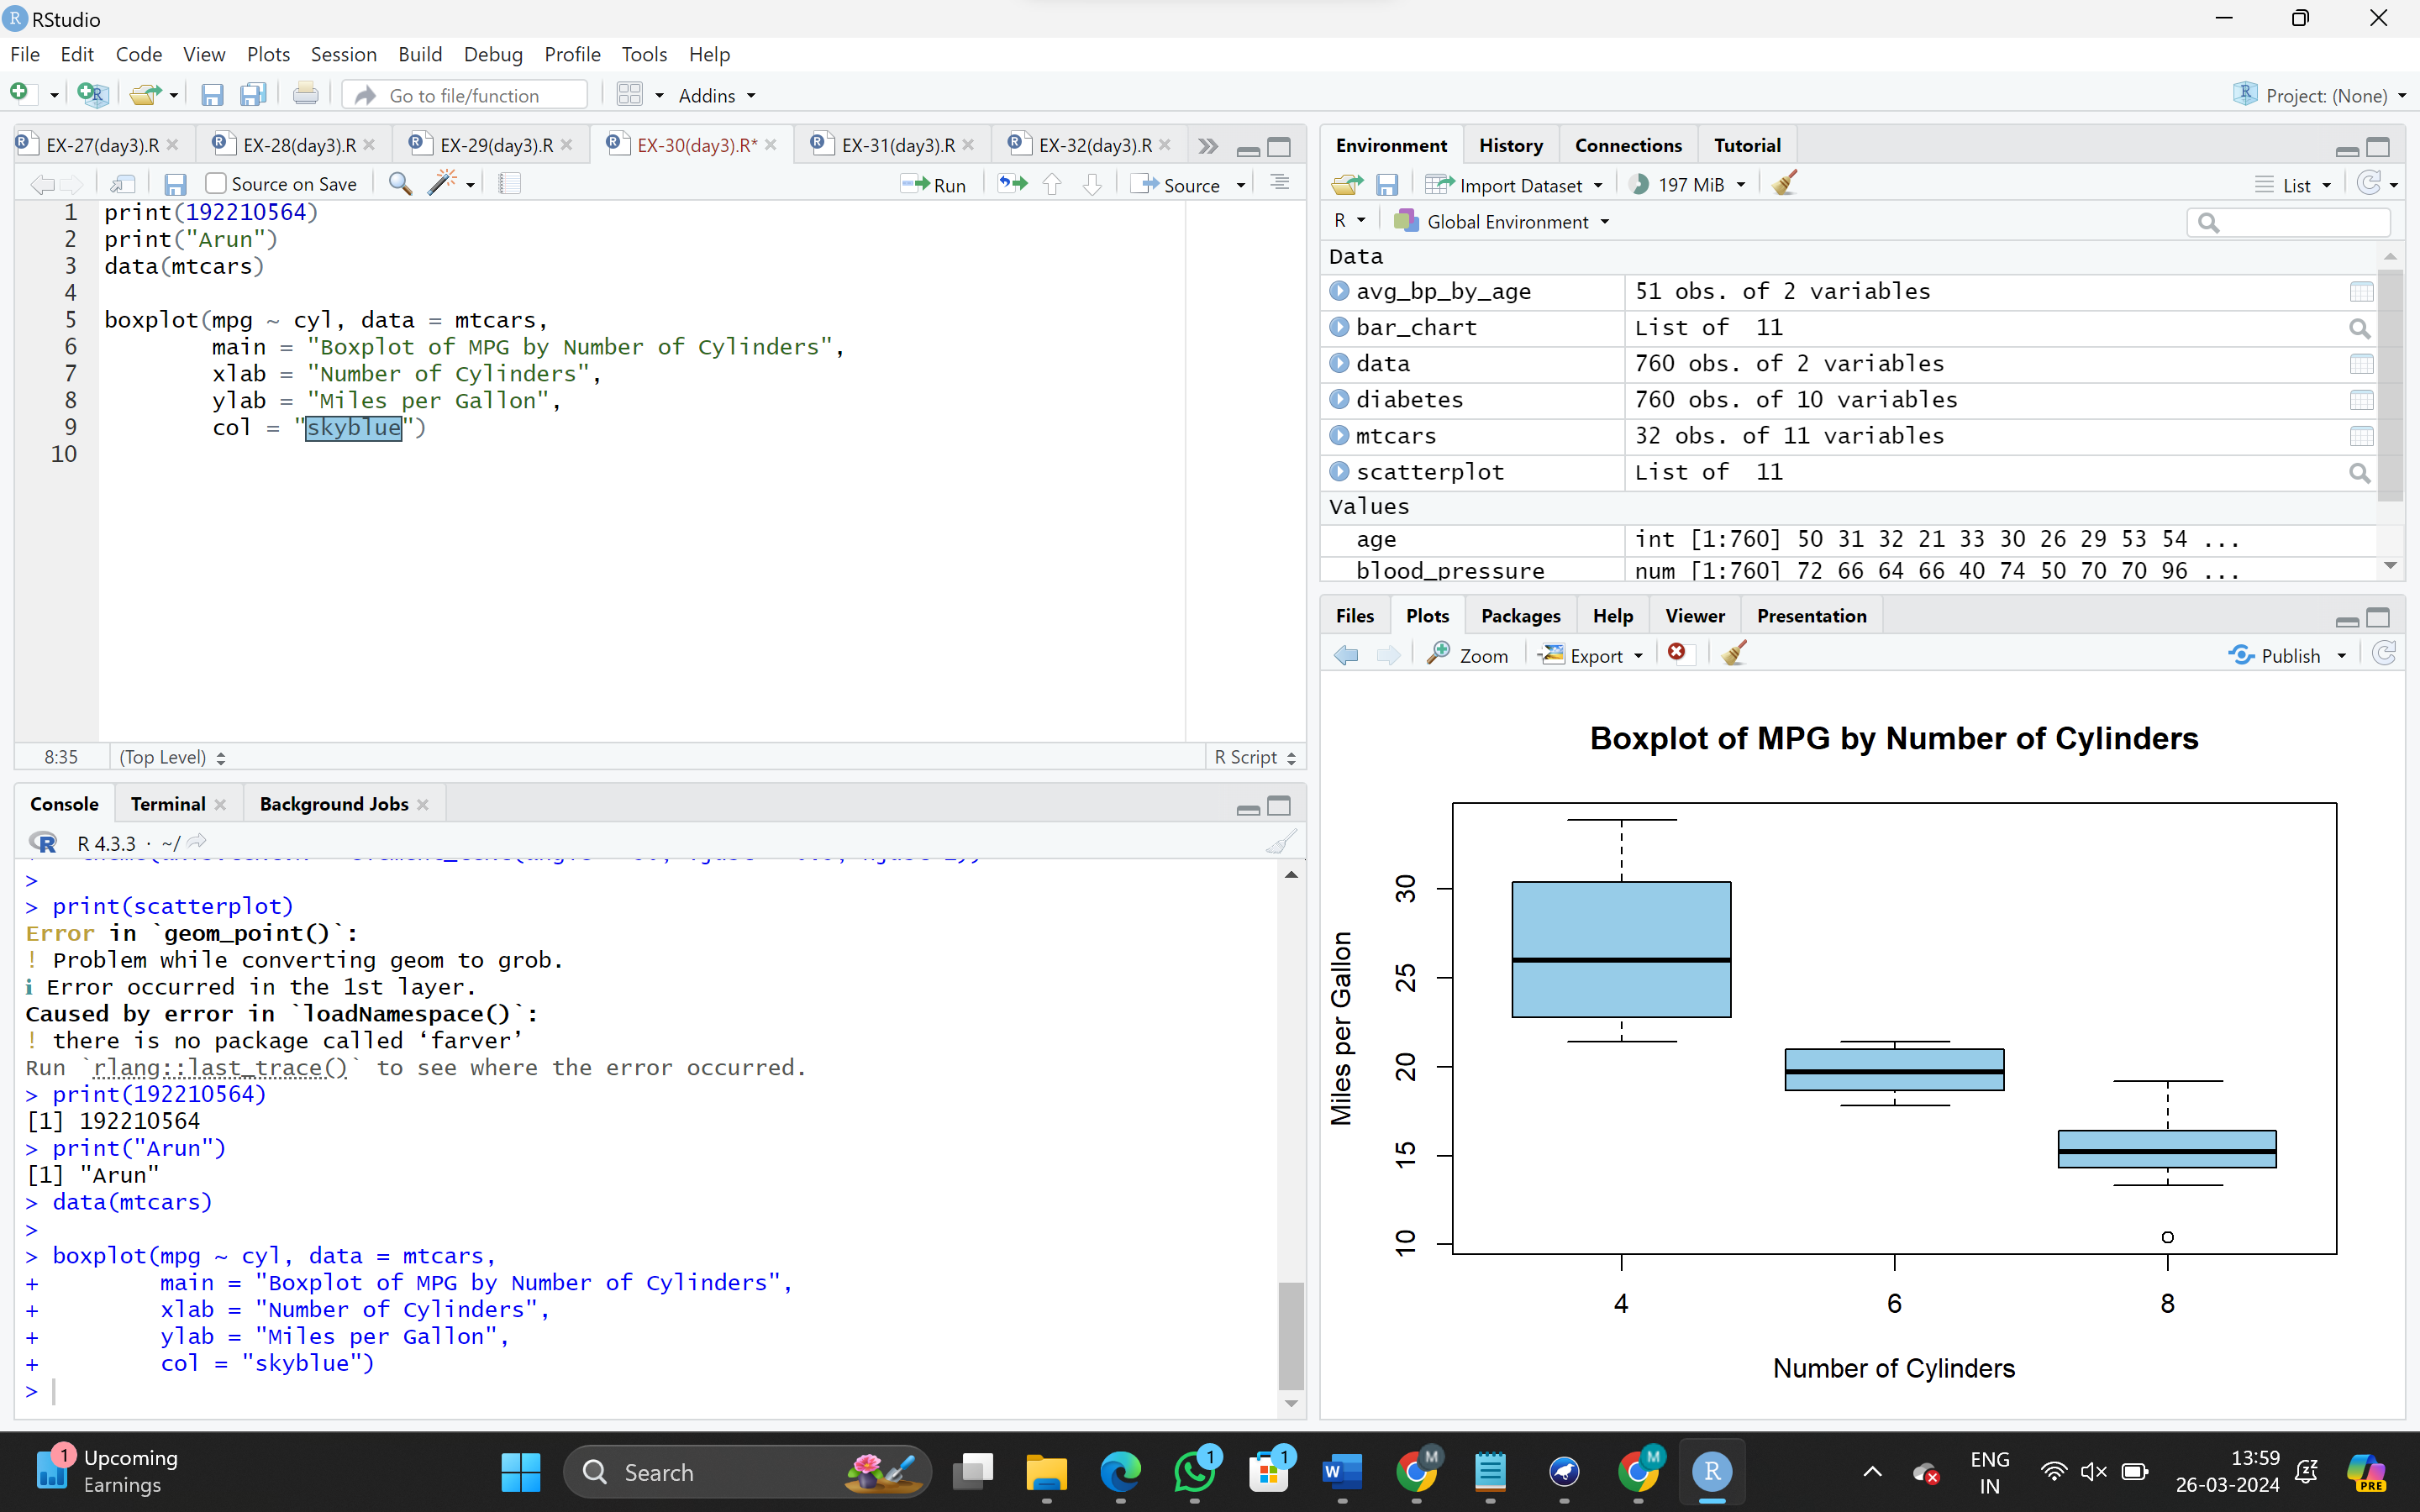 RStudio
File Edit Code View Plots Session Build Debug Profile Tools Help
Go to file/function Addins Project: (None)
EX-27(day3).R EX-28(day3).R EX-29(day3).R EX-30(day3).R* EX-31(day3).R EX-32(day3).R
Source on Save Run Source
1 print(192210564)
2 print("Arun")
3 data(mtcars)
4
5 boxplot(mpg ~ cyl, data = mtcars,
6 main = "Boxplot of MPG by Number of Cylinders",
7 xlab = "Number of Cylinders",
8 ylab = "Miles per Gallon",
9 col = "skyblue")
10
8:35 (Top Level) R Script
Console Terminal Background Jobs
R 4.3.3 · ~/
>
> print(scatterplot)
Error in `geom_point()`:
! Problem while converting geom to grob.
ℹ Error occurred in the 1st layer.
Caused by error in `loadNamespace()`:
! there is no package called ‘farver’
Run `rlang::last_trace()` to see where the error occurred.
> print(192210564)
[1] 192210564
> print("Arun")
[1] "Arun"
> data(mtcars)
>
> boxplot(mpg ~ cyl, data = mtcars,
+ main = "Boxplot of MPG by Number of Cylinders",
+ xlab = "Number of Cylinders",
+ ylab = "Miles per Gallon",
+ col = "skyblue")
>
Environment History Connections Tutorial
Import Dataset 197 MiB List
R Global Environment
Data
avg_bp_by_age 51 obs. of 2 variables
bar_chart List of 11
data 760 obs. of 2 variables
diabetes 760 obs. of 10 variables
mtcars 32 obs. of 11 variables
scatterplot List of 11
Values
age int [1:760] 50 31 32 21 33 30 26 29 53 54 ...
blood_pressure num [1:760] 72 66 64 66 40 74 50 70 70 96 ...
Files Plots Packages Help Viewer Presentation
Zoom Export Publish
Boxplot of MPG by Number of Cylinders
Miles per Gallon
30
25
20
15
10
4 6 8
Number of Cylinders
1 Upcoming
Earnings
Search
1 1 W M M R
ENG
IN
13:59
26-03-2024
PRE